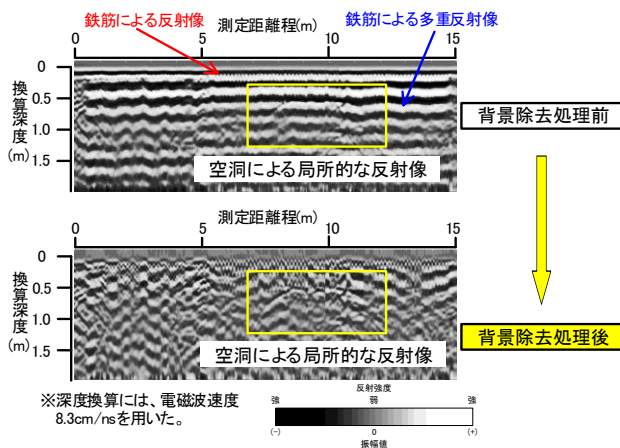 鉄筋による反射像
測定距離程(m)
鉄筋による多重反射像
0 5 10 15
換算深度(m)
0
0.5
1.0
1.5
空洞による局所的な反射像
背景除去処理前
測定距離程(m)
0 5 10 15
換算深度(m)
0
0.5
1.0
1.5
空洞による局所的な反射像
背景除去処理後
※深度換算には、電磁波速度
8.3cm/nsを用いた。
反射強度
強 弱 強
(−) 0 (+)
振幅値